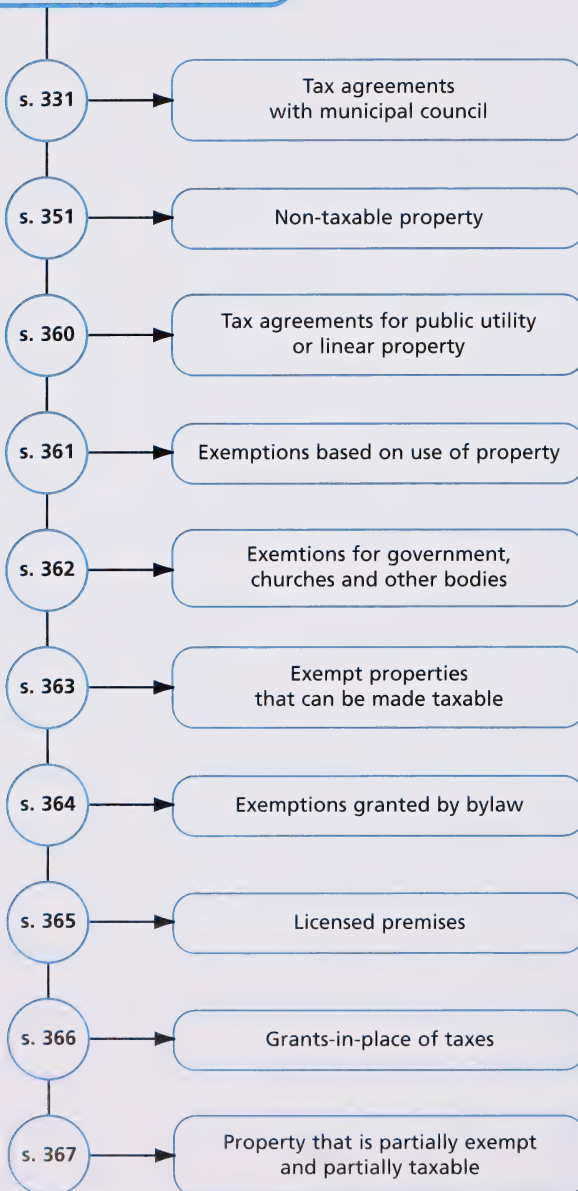 s. 331
Tax agreements
with municipal council
s. 351
Non-taxable property
s. 360
Tax agreements for public utility
or linear property
s. 361
Exemptions based on use of property
s. 362
Exemtions for government,
churches and other bodies
s. 363
Exempt properties
that can be made taxable
s. 364
Exemptions granted by bylaw
s. 365
Licensed premises
s. 366
Grants-in-place of taxes
s. 367
Property that is partially exempt
and partially taxable